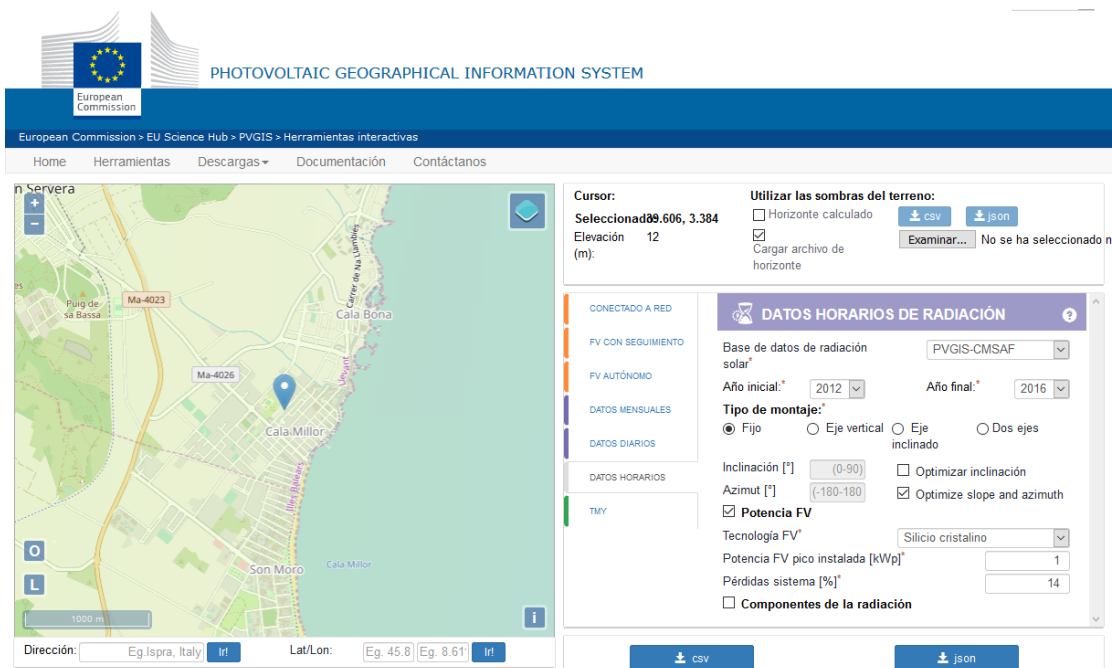 European
Commission
PHOTOVOLTAIC GEOGRAPHICAL INFORMATION SYSTEM
European Commission > EU Science Hub > PVGIS > Herramientas interactivas
Home Herramientas Descargas Documentación Contáctanos
n Servera
+
−
Carrer de Na Llambies
Puig de
sa Bassa
Ma-4023
Cala Bona
Llevant
Ma-4026
Cala Millor
Illes Balears
Son Moro
Cala Millor
O
L
1000 m
i
Dirección: Eg.Ispra, Italy Ir! Lat/Lon: Eg. 45.8 Eg. 8.61 Ir!
Cursor:
Seleccionado: 39.606, 3.384
Elevación 12
(m):
Utilizar las sombras del terreno:
Horizonte calculado csv json
Cargar archivo de
horizonte
Examinar... No se ha seleccionado n
CONECTADO A RED
FV CON SEGUIMIENTO
FV AUTÓNOMO
DATOS MENSUALES
DATOS DIARIOS
DATOS HORARIOS
TMY
DATOS HORARIOS DE RADIACIÓN ?
Base de datos de radiación
solar* PVGIS-CMSAF
Año inicial:* 2012 Año final:* 2016
Tipo de montaje:*
Fijo Eje vertical Eje
inclinado Dos ejes
Inclinación [°] (0-90) Optimizar inclinación
Azimut [°] (-180-180 Optimize slope and azimuth
Potencia FV
Tecnología FV* Silicio cristalino
Potencia FV pico instalada [kWp]* 1
Pérdidas sistema [%]* 14
Componentes de la radiación
csv json